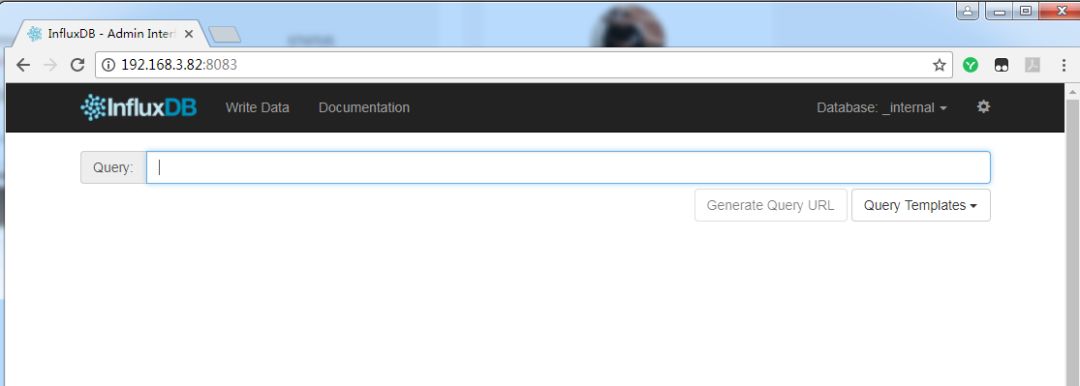 InfluxDB - Admin Inter
192.168.3.82:8083
InfluxDB Write Data Documentation Database: _internal
Query:
Generate Query URL Query Templates